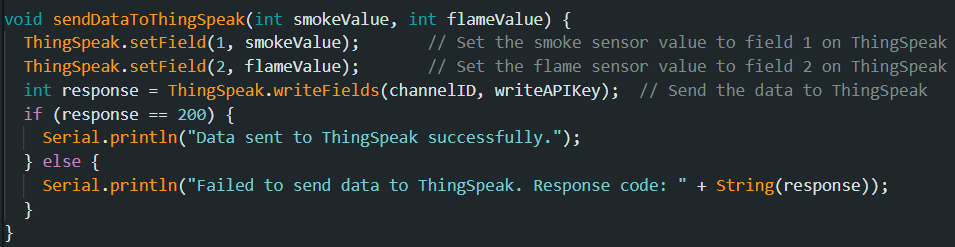 void sendDataToThingSpeak(int smokeValue, int flameValue) {
  ThingSpeak.setField(1, smokeValue);       // Set the smoke sensor value to field 1 on ThingSpeak
  ThingSpeak.setField(2, flameValue);       // Set the flame sensor value to field 2 on ThingSpeak
  int response = ThingSpeak.writeFields(channelID, writeAPIKey);  // Send the data to ThingSpeak
  if (response == 200) {
    Serial.println("Data sent to ThingSpeak successfully.");
  } else {
    Serial.println("Failed to send data to ThingSpeak. Response code: " + String(response));
  }
}